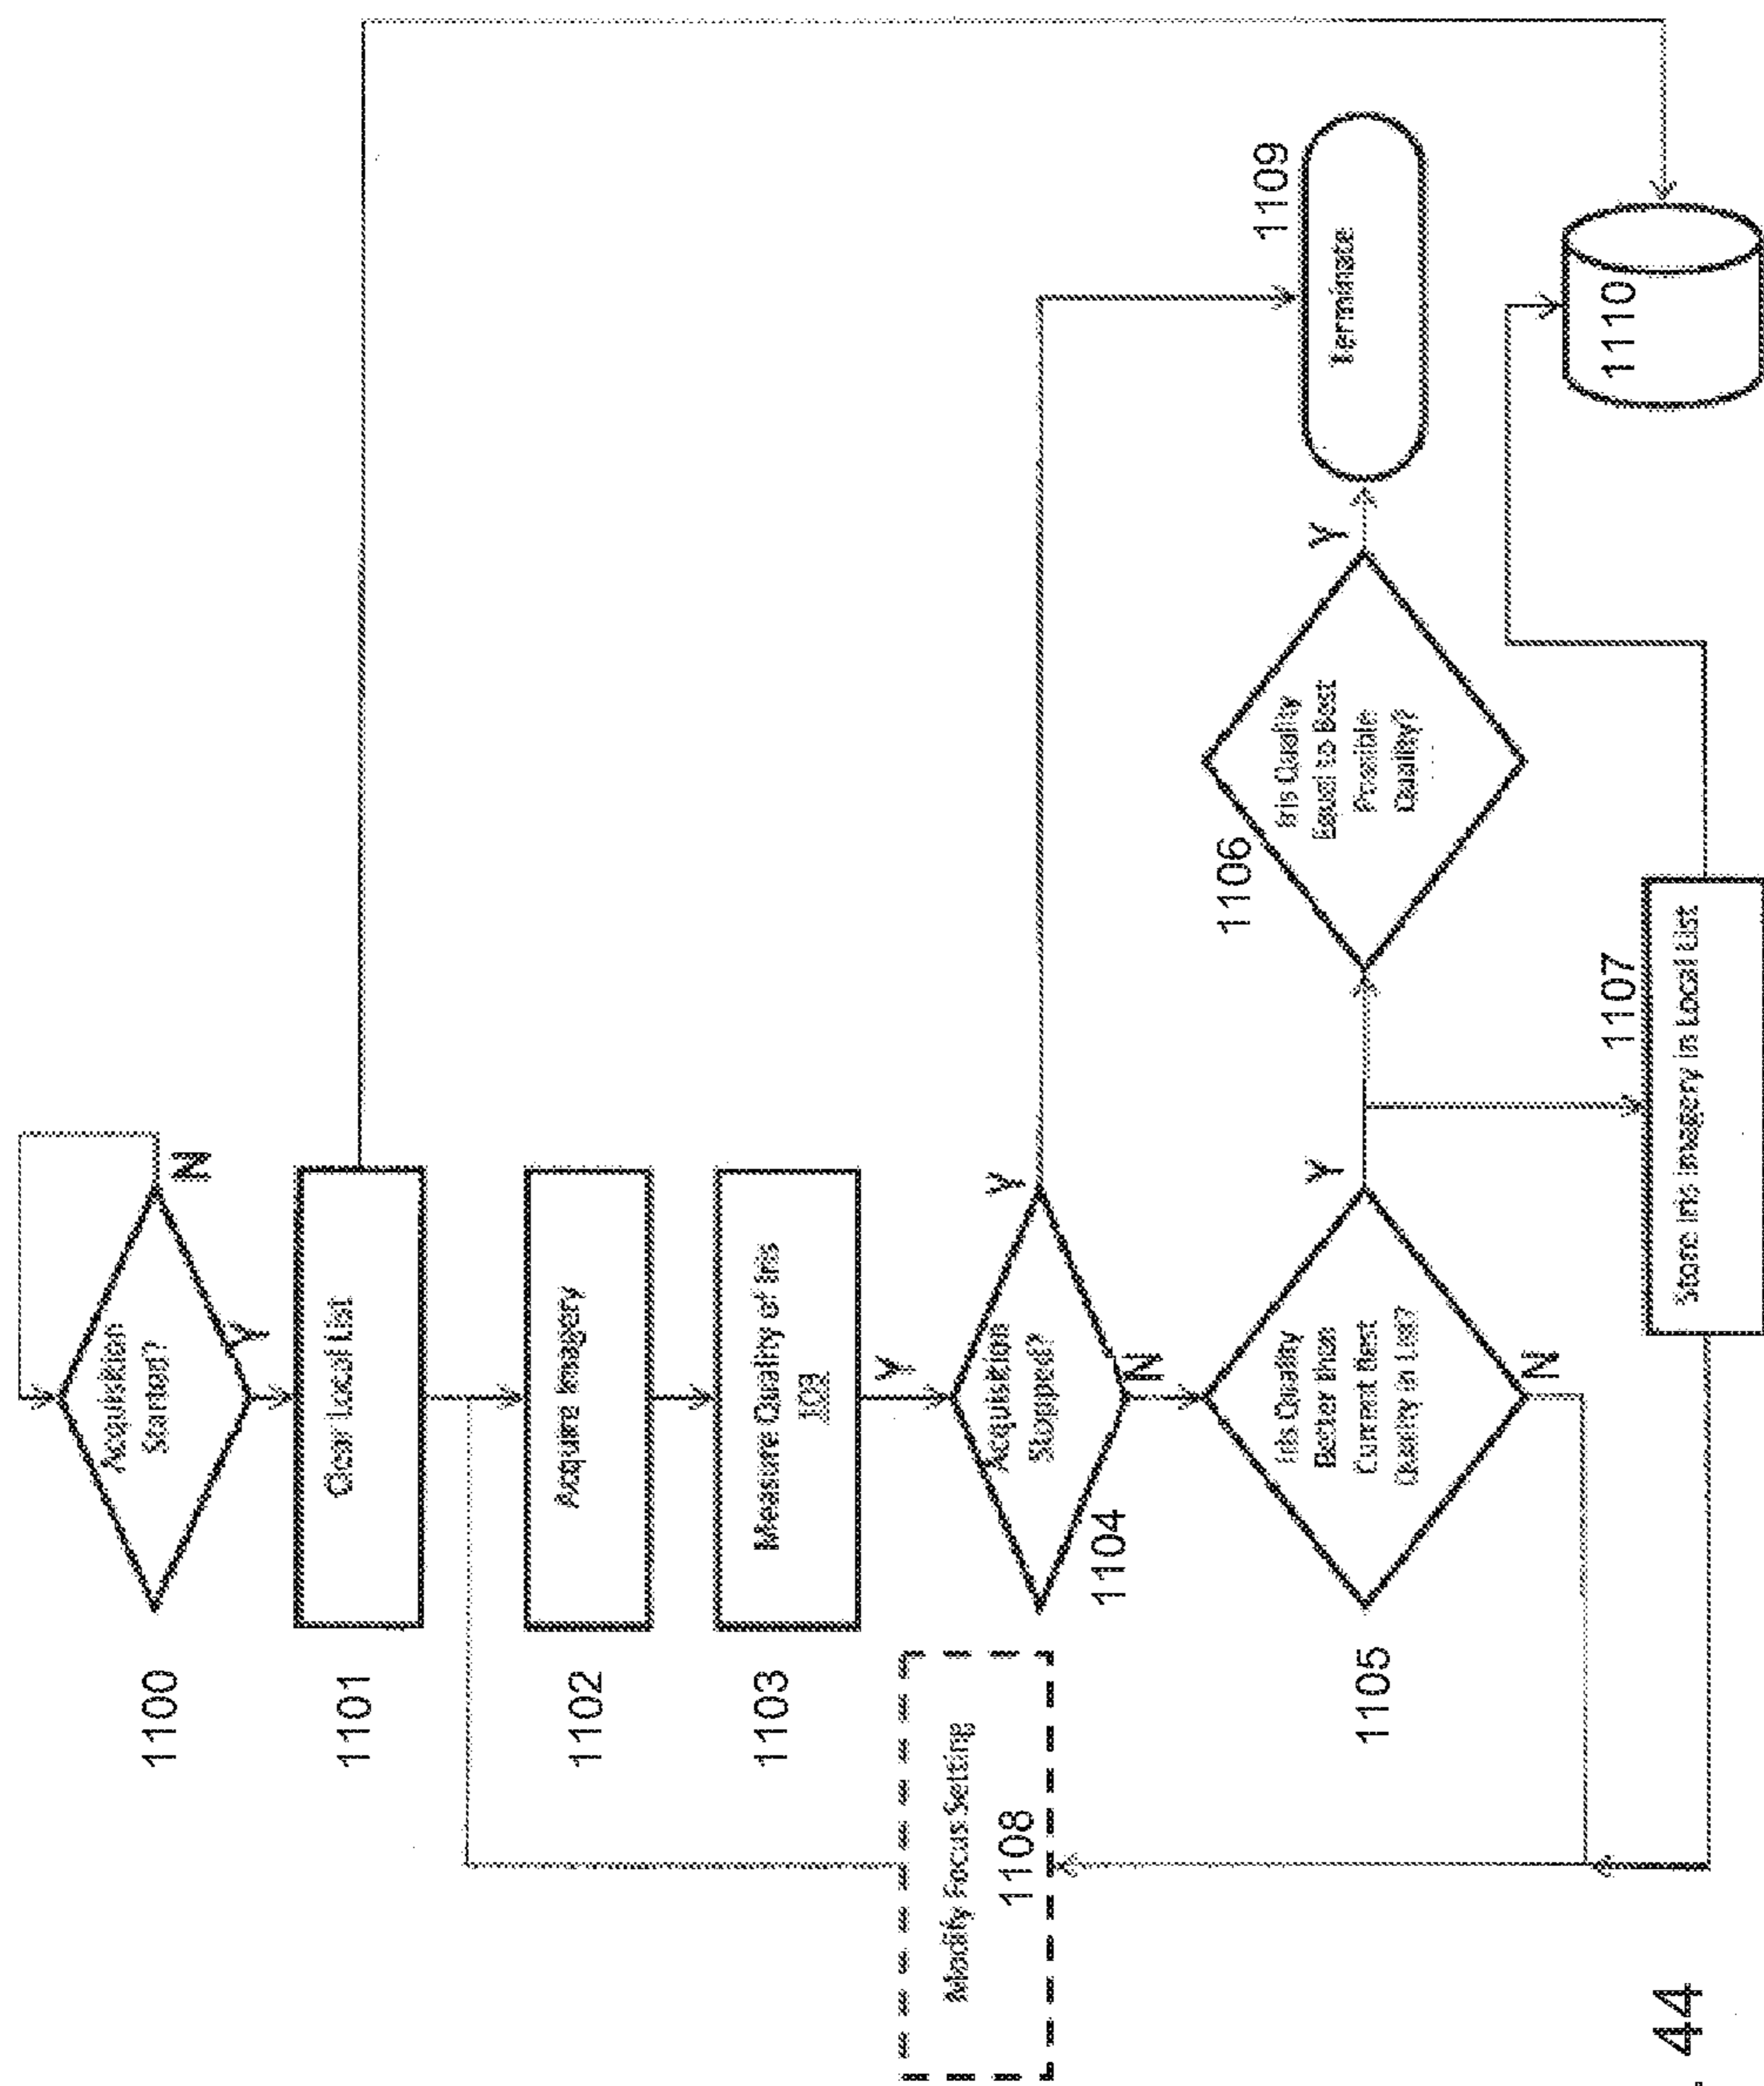 1100
Acquisition
Started?
N
Y
1101
Clear Local List
1102
Acquire Imagery
1103
Measure Quality of Iris
103
Y
Acquisition
Stopped?
Y
N
1104
Modify Focus Setting
1108
1105
Iris Quality
Better than
Current Best
Quality in List?
Y
N
1106
Iris Quality
Equal to Best
Possible
Quality?
Y
1109
Terminate
1107
Store Iris Imagery in Local List
1110
. 44